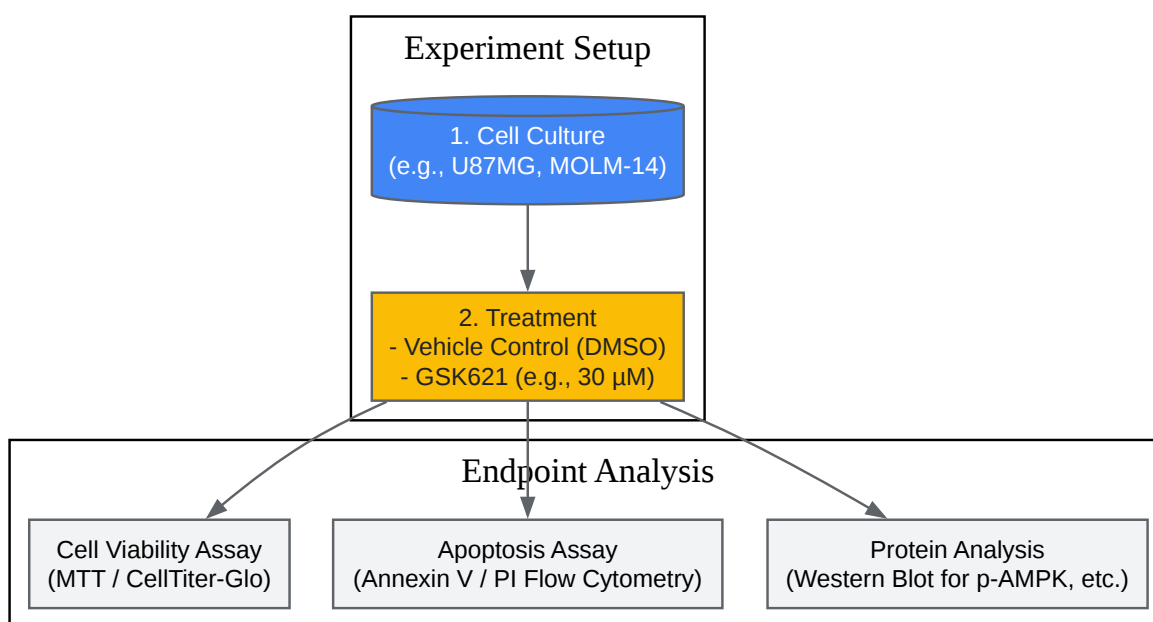 Experiment Setup
1. Cell Culture
(e.g., U87MG, MOLM-14)
2. Treatment
- Vehicle Control (DMSO)
- GSK621 (e.g., 30 µM)
Endpoint Analysis
Cell Viability Assay
(MTT / CellTiter-Glo)
Apoptosis Assay
(Annexin V / PI Flow Cytometry)
Protein Analysis
(Western Blot for p-AMPK, etc.)